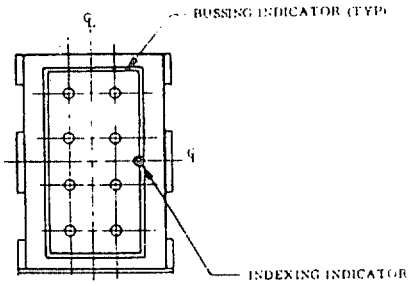 ℄
BUSSING INDICATOR (TYP)
℄
INDEXING INDICATOR